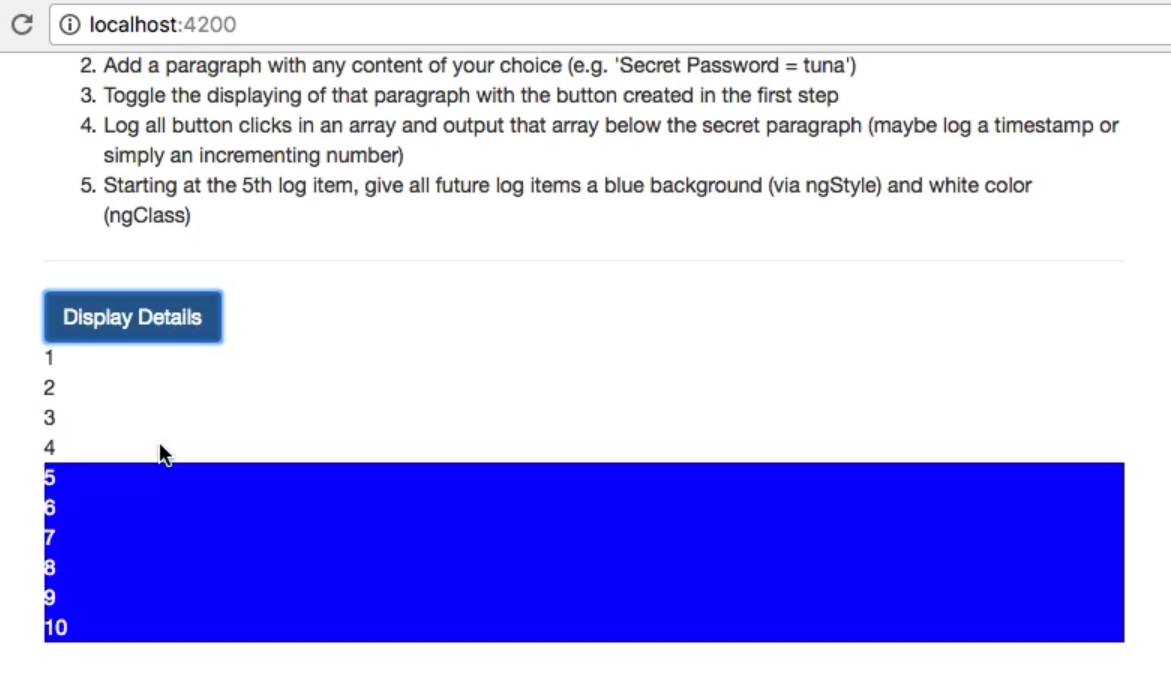 localhost:4200
2. Add a paragraph with any content of your choice (e.g. 'Secret Password = tuna')
3. Toggle the displaying of that paragraph with the button created in the first step
4. Log all button clicks in an array and output that array below the secret paragraph (maybe log a timestamp or
simply an incrementing number)
5. Starting at the 5th log item, give all future log items a blue background (via ngStyle) and white color
(ngClass)
Display Details
1
2
3
4
5
6
7
8
9
10